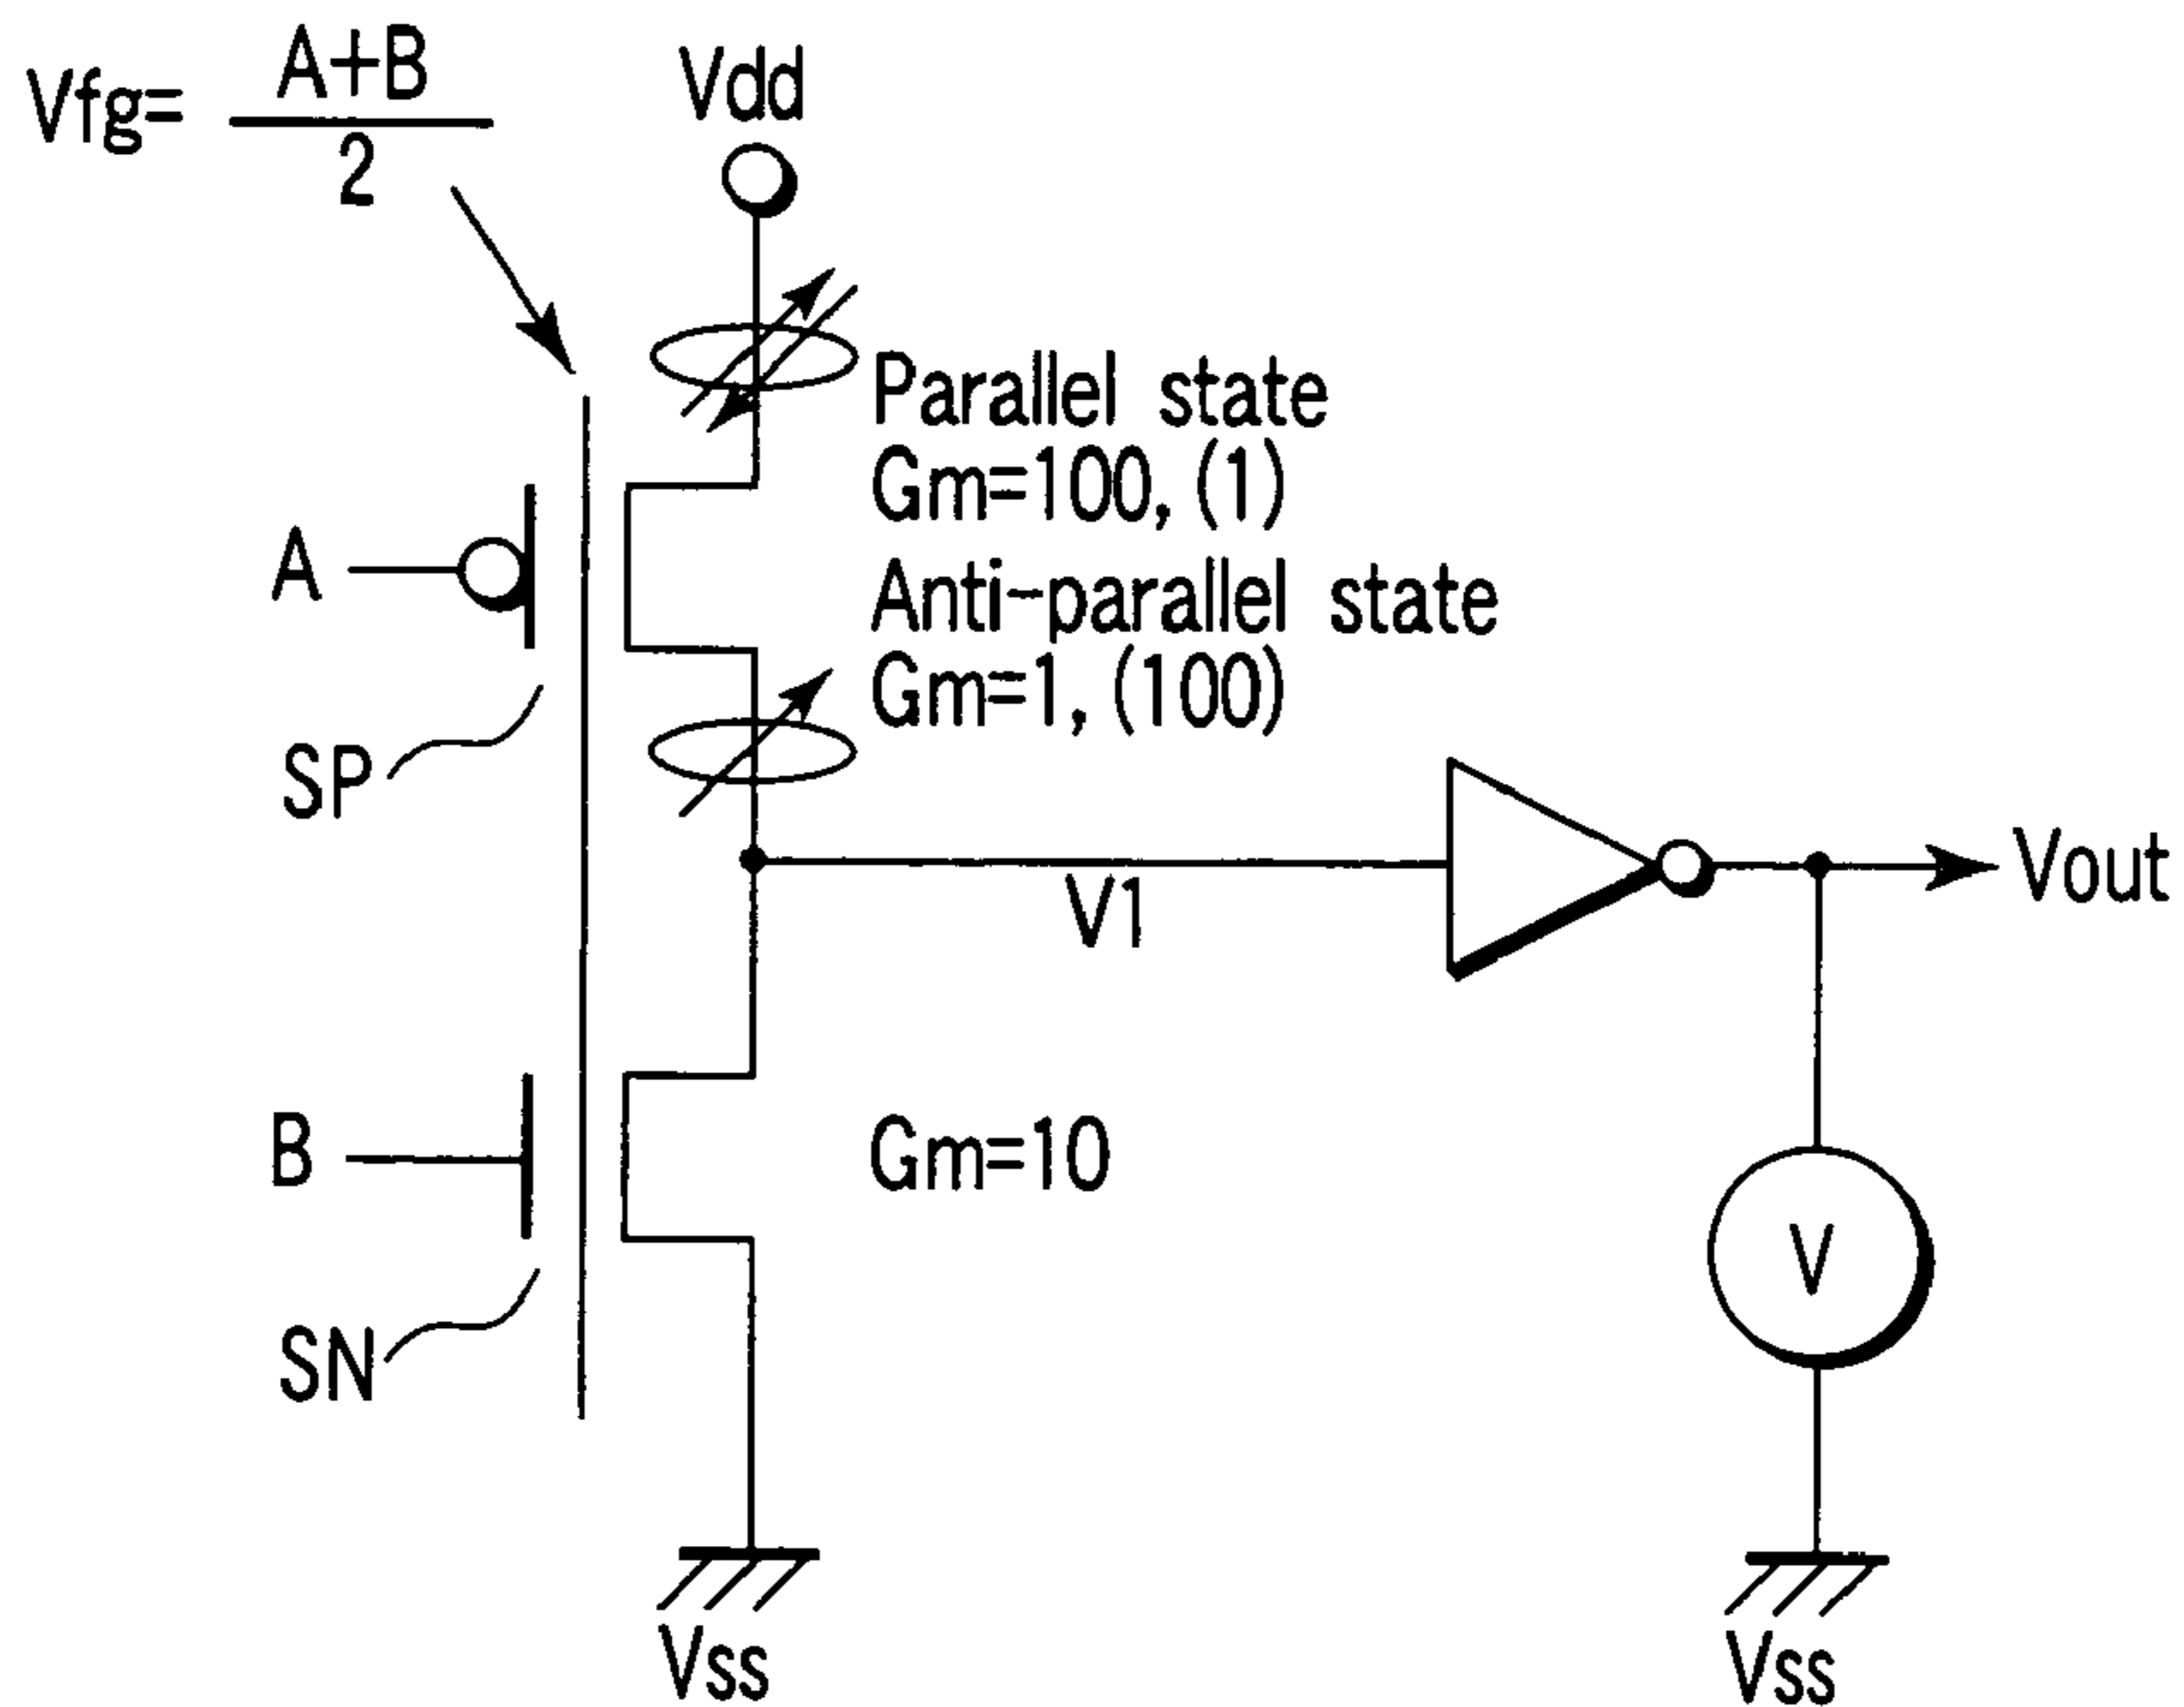 Vfg= A+B
2
Vdd
Parallel state
Gm=100, (1)
Anti-parallel state
Gm=1, (100)
A
SP
V1
Vout
B
Gm=10
V
SN
Vss
Vss